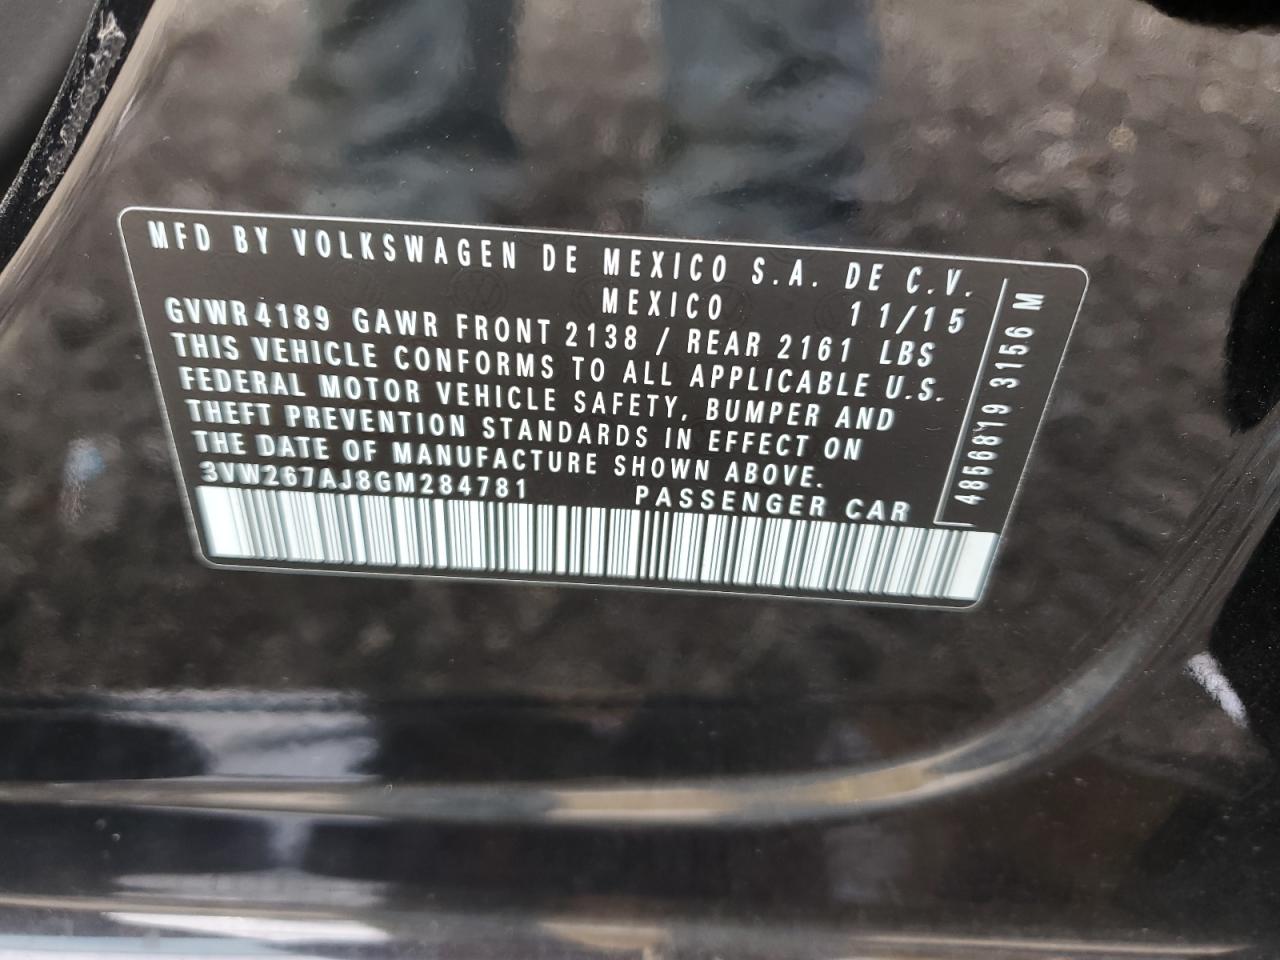 MFD BY VOLKSWAGEN DE MEXICO S.A. DE C.V.
MEXICO 11/15
GVWR 4189 GAWR FRONT 2138 / REAR 2161 LBS
THIS VEHICLE CONFORMS TO ALL APPLICABLE U.S.
FEDERAL MOTOR VEHICLE SAFETY, BUMPER AND
THEFT PREVENTION STANDARDS IN EFFECT ON
THE DATE OF MANUFACTURE SHOWN ABOVE.
3VW267AJ8GM284781 PASSENGER CAR
4856819 3156 M